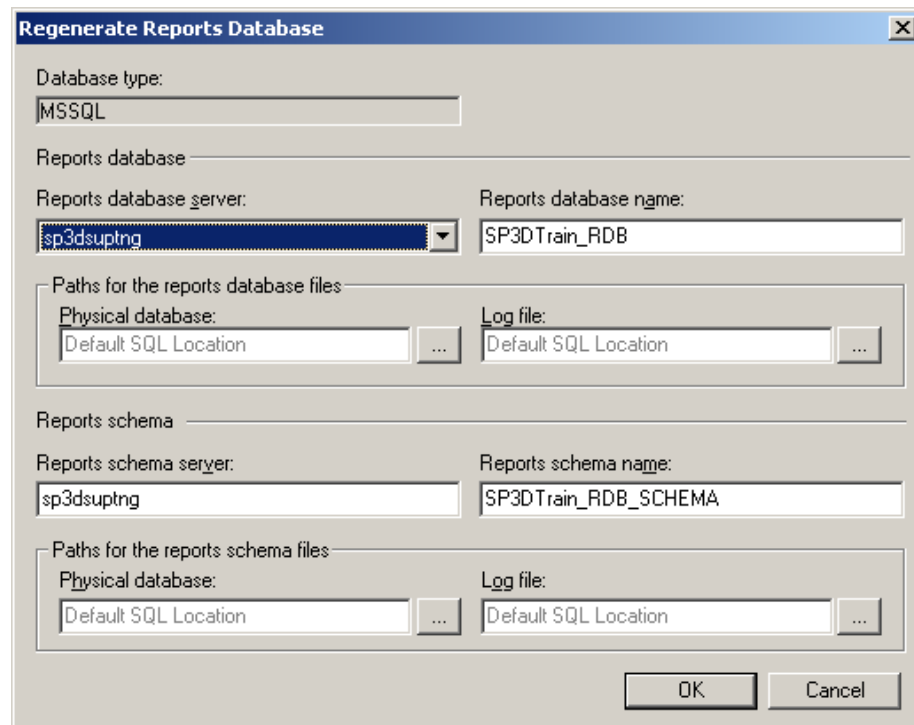 Regenerate Reports Database
Database type:
MSSQL
Reports database
Reports database server:
Reports database name:
sp3dsuptng
SP3DTrain_RDB
Paths for the reports database files
Physical database:
Log file:
Default SQL Location
...
Default SQL Location
...
Reports schema
Reports schema server:
Reports schema name:
sp3dsuptng
SP3DTrain_RDB_SCHEMA
Paths for the reports schema files
Physical database:
Log file:
Default SQL Location
...
Default SQL Location
...
OK
Cancel